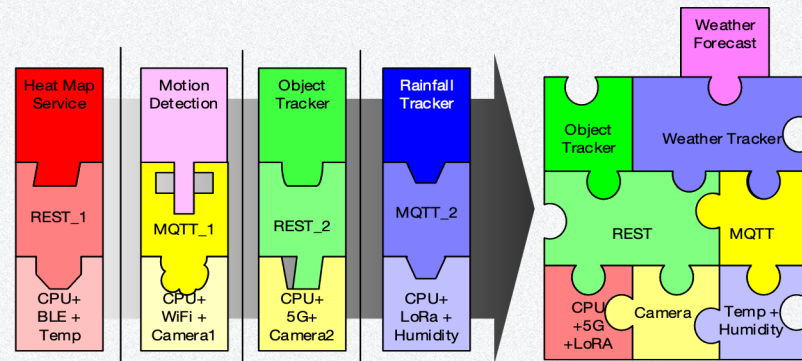 Heat Map
Service
Motion
Detection
Object
Tracker
Rainfall
Tracker
REST_1
MQTT_1
REST_2
MQTT_2
CPU+
BLE +
Temp
CPU+
WiFi +
Camera1
CPU+
5G+
Camera2
CPU+
LoRa +
Humidity
Weather
Forecast
Object
Tracker
Weather Tracker
REST
MQTT
CPU
+5G
+LoRA
Camera
Temp +
Humidity